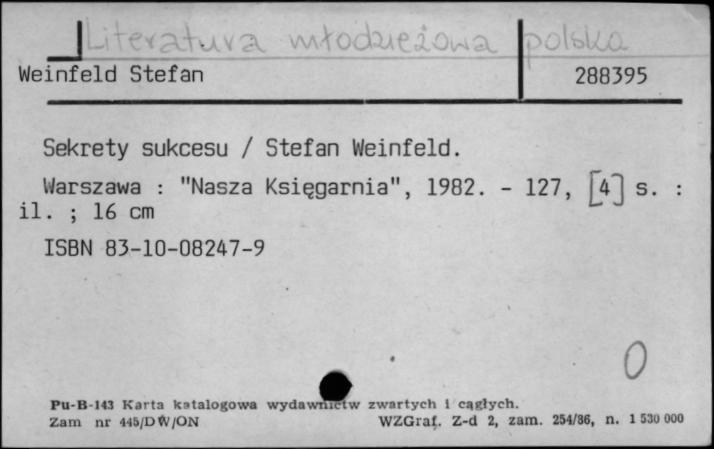 Literatura młodzieżowa polska
Weinfeld Stefan 288395
Sekrety sukcesu / Stefan Weinfeld.
Warszawa : "Nasza Księgarnia", 1982. - 127, [4] s. :
il. ; 16 cm
ISBN 83-10-08247-9
0
Pu-B-143 Karta katalogowa wydawnictw zwartych i cągłych.
Zam nr 445/DW/ON WZGraf. Z-d 2, zam. 254/86, n. 1 530 000